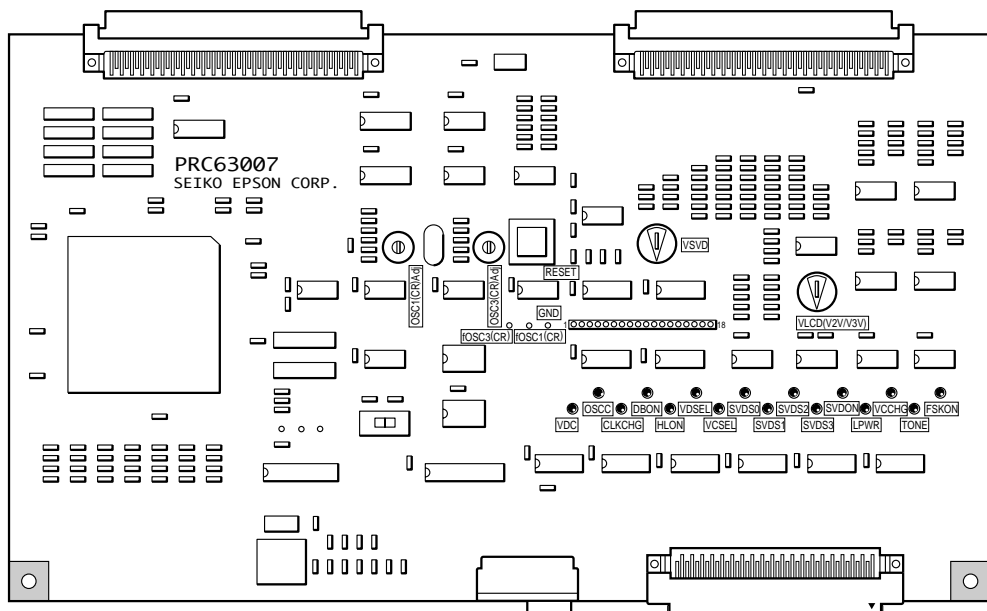 PRC63007
SEIKO EPSON CORP.
VSVD
RESET
OSC1(CR)Adj
OSC3(CR)Adj
GND
VLCD(V2V/V3V)
1
18
fOSC3(CR)
fOSC1(CR)
OSCC
DBON
VDSEL
SVDS0
SVDS2
SVDON
VCCHG
FSKON
VDC
CLKCHG
HLON
VCSEL
SVDS1
SVDS3
LPWR
TONE